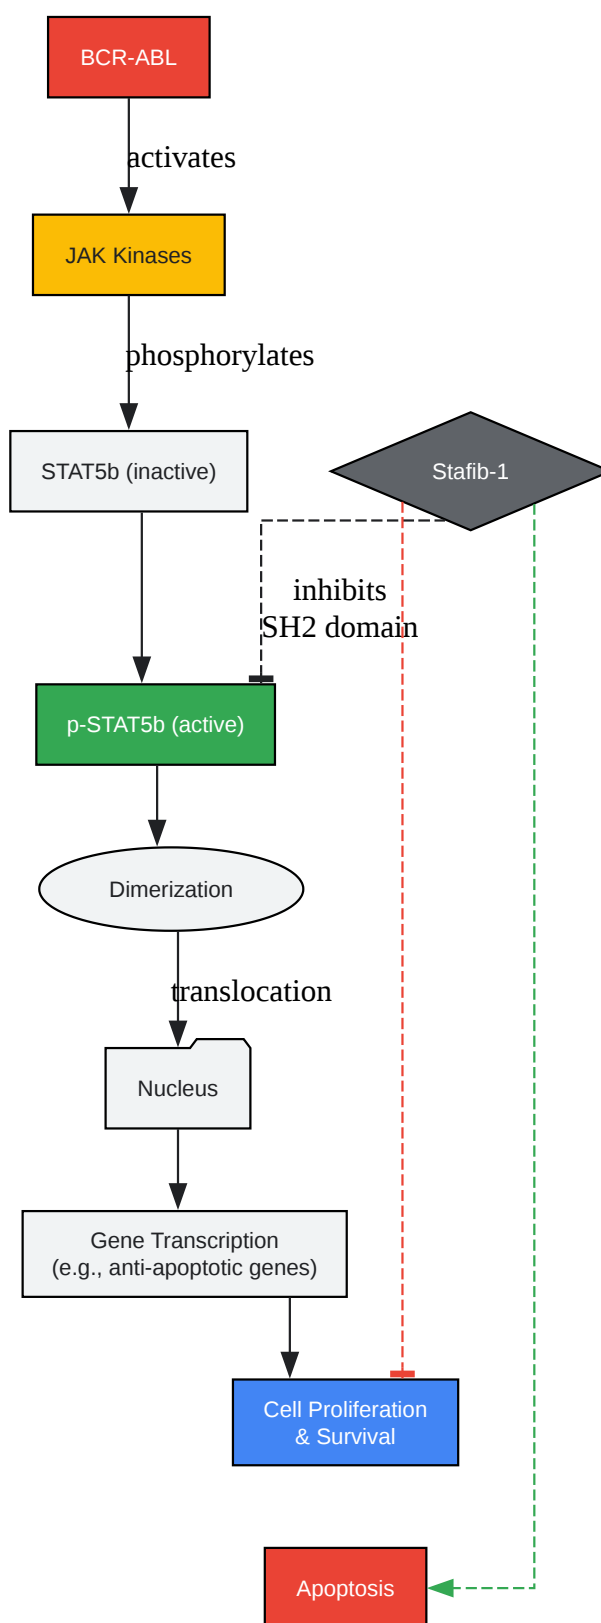 BCR-ABL
activates
JAK Kinases
phosphorylates
STAT5b (inactive)
Stafib-1
inhibits
SH2 domain
p-STAT5b (active)
Dimerization
translocation
Nucleus
Gene Transcription
(e.g., anti-apoptotic genes)
Cell Proliferation
& Survival
Apoptosis